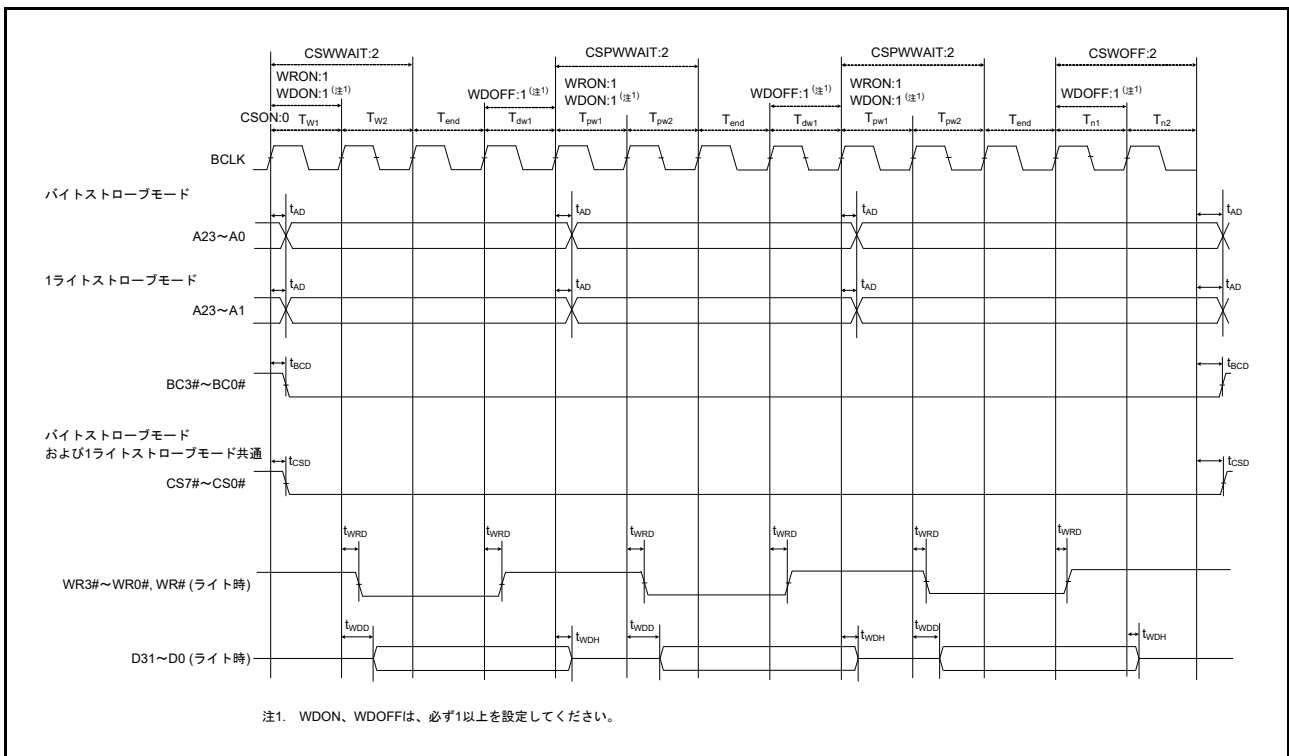 CSWWAIT:2 CSPWWAIT:2 CSPWWAIT:2 CSWOFF:2
WRON:1 WRON:1 WRON:1
WDON:1 (注1) WDOFF:1 (注1) WDON:1 (注1) WDOFF:1 (注1) WDON:1 (注1) WDOFF:1 (注1)
CSON:0 TW1 TW2 Tend Tdw1 Tpw1 Tpw2 Tend Tdw1 Tpw1 Tpw2 Tend Tn1 Tn2
BCLK
バイトストローブモード
tAD tAD tAD tAD
A23～A0
1ライトストローブモード
tAD tAD tAD tAD
A23～A1
tBCD tBCD
BC3#～BC0#
バイトストローブモード
および1ライトストローブモード共通
tCSD tCSD
CS7#～CS0#
tWRD tWRD tWRD tWRD tWRD tWRD
WR3#～WR0#, WR# (ライト時)
tWDD tWDH tWDD tWDH tWDD tWDH
D31～D0 (ライト時)
注1. WDON、WDOFFは、必ず1以上を設定してください。